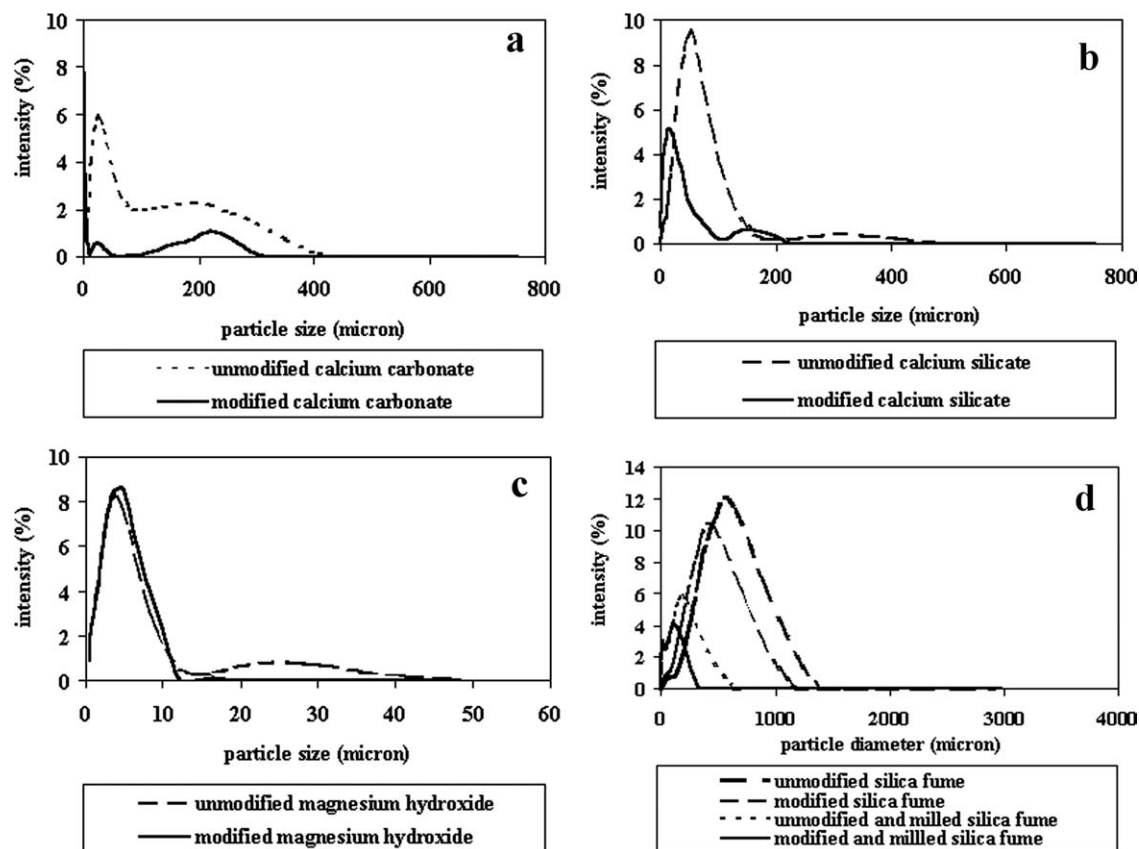 a
intensity (%)
10
8
6
4
2
0
0 200 400 600 800
particle size (micron)
unmodified calcium carbonate
modified calcium carbonate
b
intensity (%)
10
8
6
4
2
0
0 200 400 600 800
particle size (micron)
unmodified calcium silicate
modified calcium silicate
c
intensity (%)
10
8
6
4
2
0
0 10 20 30 40 50 60
particle size (micron)
unmodified magnesium hydroxide
modified magnesium hydroxide
d
intensity (%)
14
12
10
8
6
4
2
0
0 1000 2000 3000 4000
particle diameter (micron)
unmodified silica fume
modified silica fume
unmodified and milled silica fume
modified and millled silica fume